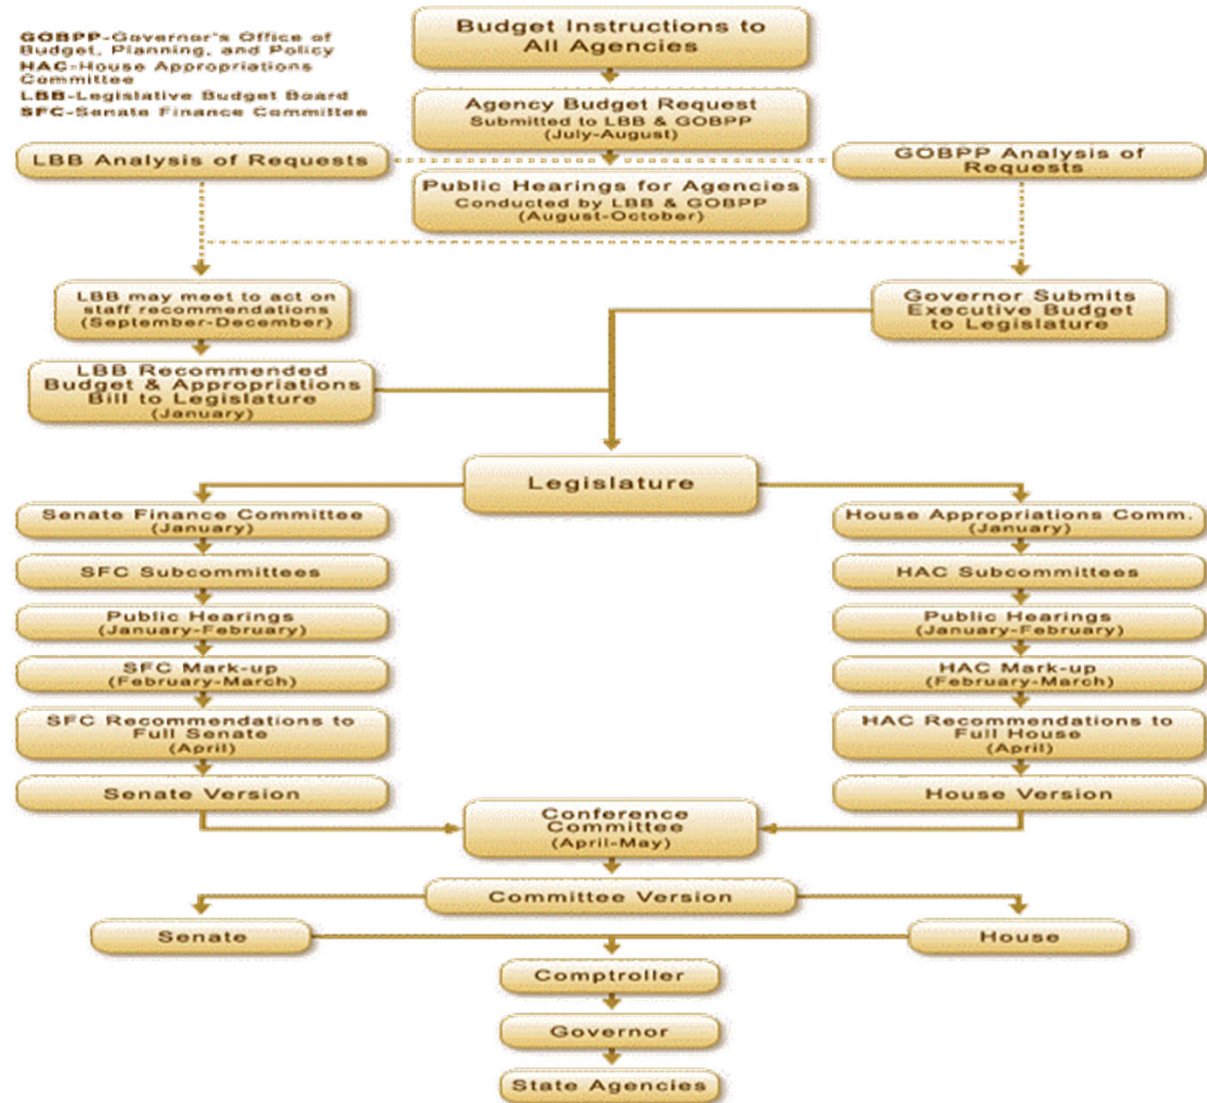 GOBPP-Governor's Office of
Budget, Planning, and Policy
HAC-House Appropriations
Committee
LBB-Legislative Budget Board
SFC-Senate Finance Committee
Budget Instructions to
All Agencies
Agency Budget Request
Submitted to LBB & GOBPP
(July-August)
LBB Analysis of Requests
GOBPP Analysis of
Requests
Public Hearings for Agencies
Conducted by LBB & GOBPP
(August-October)
LBB may meet to act on
staff recommendations
(September-December)
Governor Submits
Executive Budget
to Legislature
LBB Recommended
Budget & Appropriations
Bill to Legislature
(January)
Legislature
Senate Finance Committee
(January)
SFC Subcommittees
Public Hearings
(January-February)
SFC Mark-up
(February-March)
SFC Recommendations to
Full Senate
(April)
Senate Version
House Appropriations Comm.
(January)
HAC Subcommittees
Public Hearings
(January-February)
HAC Mark-up
(February-March)
HAC Recommendations to
Full House
(April)
House Version
Conference
Committee
(April-May)
Committee Version
Senate
House
Comptroller
Governor
State Agencies